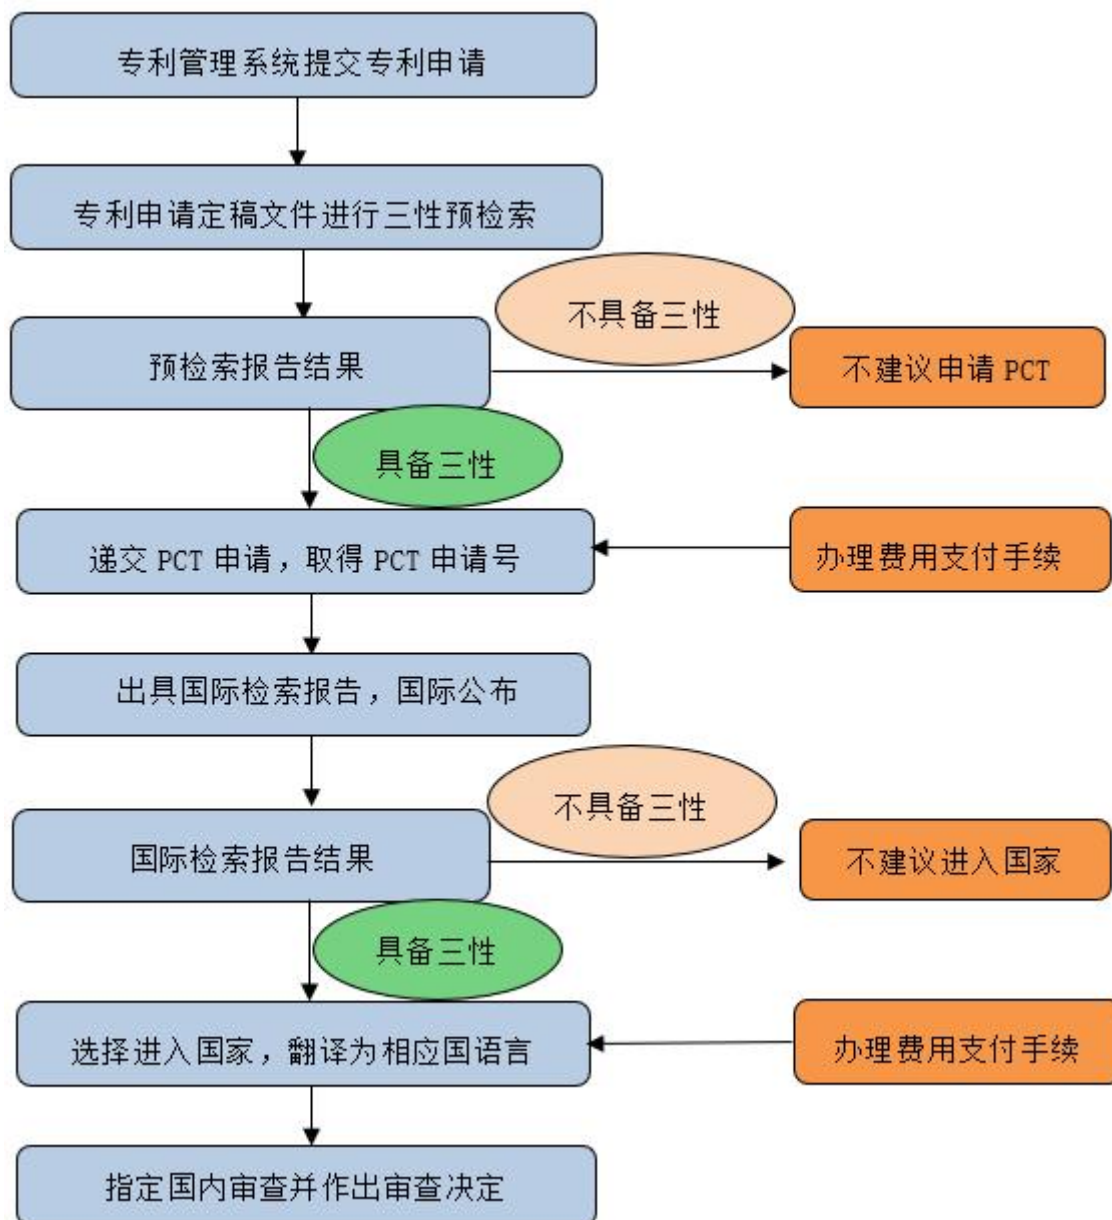 专利管理系统提交专利申请
专利申请定稿文件进行三性预检索
不具备三性
预检索报告结果
不建议申请 PCT
具备三性
递交 PCT 申请，取得 PCT 申请号
办理费用支付手续
出具国际检索报告，国际公布
不具备三性
国际检索报告结果
不建议进入国家
具备三性
选择进入国家，翻译为相应国语言
办理费用支付手续
指定国内审查并作出审查决定